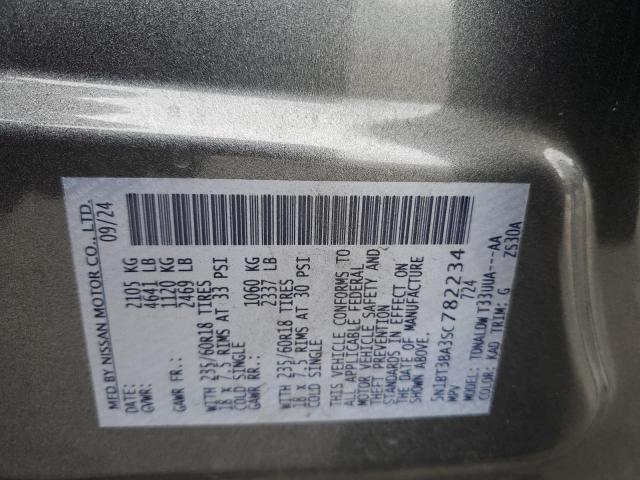 MFD BY NISSAN MOTOR CO., LTD.
DATE: 09/24
GVWR: 2105 KG
4641 LB
GAWR FR.: 1120 KG
2469 LB
WITH 235/60R18 TIRES
18 X 7.5 RIMS AT 33 PSI
COLD SINGLE
GAWR RR.: 1060 KG
2337 LB
WITH 235/60R18 TIRES
18 X 7.5 RIMS AT 30 PSI
COLD SINGLE
THIS VEHICLE CONFORMS TO
ALL APPLICABLE FEDERAL
MOTOR VEHICLE SAFETY AND
THEFT PREVENTION
STANDARDS IN EFFECT ON
THE DATE OF MANUFACTURE
SHOWN ABOVE.
5N1BT3BA3SC782234
MPV 724
MODEL: TDWALDW T33UUA---AA
COLOR: KAD TRIM: G ZS30A